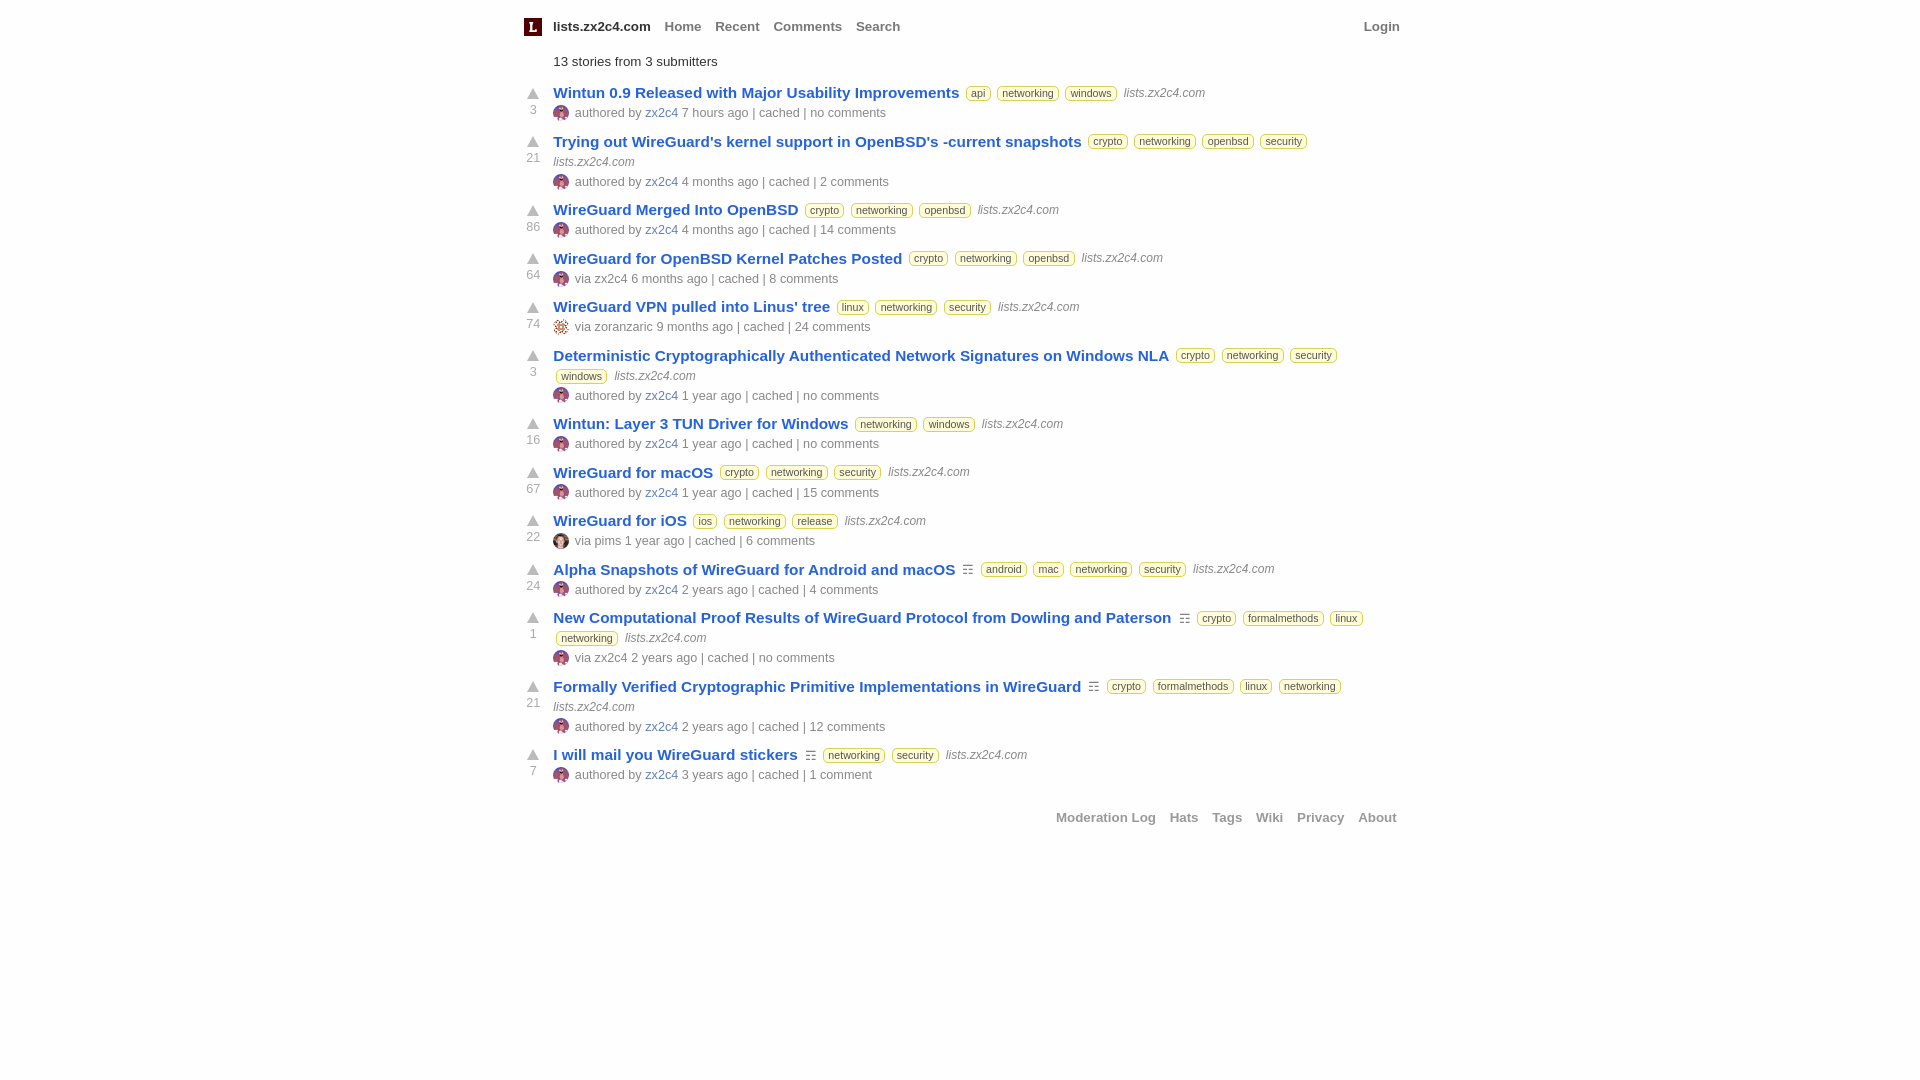 L lists.zx2c4.com Home Recent Comments Search Login
13 stories from 3 submitters
Wintun 0.9 Released with Major Usability Improvements api networking windows lists.zx2c4.com
3 authored by zx2c4 7 hours ago | cached | no comments
Trying out WireGuard's kernel support in OpenBSD's -current snapshots crypto networking openbsd security
21 lists.zx2c4.com
authored by zx2c4 4 months ago | cached | 2 comments
WireGuard Merged Into OpenBSD crypto networking openbsd lists.zx2c4.com
86 authored by zx2c4 4 months ago | cached | 14 comments
WireGuard for OpenBSD Kernel Patches Posted crypto networking openbsd lists.zx2c4.com
64 via zx2c4 6 months ago | cached | 8 comments
WireGuard VPN pulled into Linus' tree linux networking security lists.zx2c4.com
74 via zoranzaric 9 months ago | cached | 24 comments
Deterministic Cryptographically Authenticated Network Signatures on Windows NLA crypto networking security
3 windows lists.zx2c4.com
authored by zx2c4 1 year ago | cached | no comments
Wintun: Layer 3 TUN Driver for Windows networking windows lists.zx2c4.com
16 authored by zx2c4 1 year ago | cached | no comments
WireGuard for macOS crypto networking security lists.zx2c4.com
67 authored by zx2c4 1 year ago | cached | 15 comments
WireGuard for iOS ios networking release lists.zx2c4.com
22 via pims 1 year ago | cached | 6 comments
Alpha Snapshots of WireGuard for Android and macOS ☶ android mac networking security lists.zx2c4.com
24 authored by zx2c4 2 years ago | cached | 4 comments
New Computational Proof Results of WireGuard Protocol from Dowling and Paterson ☶ crypto formalmethods linux
1 networking lists.zx2c4.com
via zx2c4 2 years ago | cached | no comments
Formally Verified Cryptographic Primitive Implementations in WireGuard ☶ crypto formalmethods linux networking
21 lists.zx2c4.com
authored by zx2c4 2 years ago | cached | 12 comments
I will mail you WireGuard stickers ☶ networking security lists.zx2c4.com
7 authored by zx2c4 3 years ago | cached | 1 comment
Moderation Log Hats Tags Wiki Privacy About